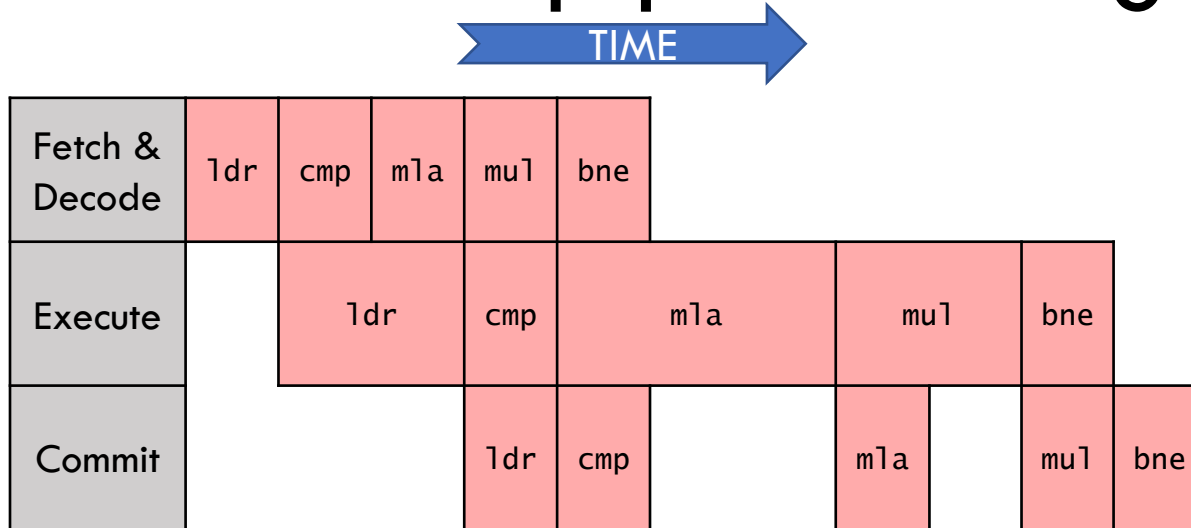 TIME
Fetch &
Decode
ldr cmp mla mul bne
Execute
ldr cmp mla mul bne
Commit
ldr cmp mla mul bne